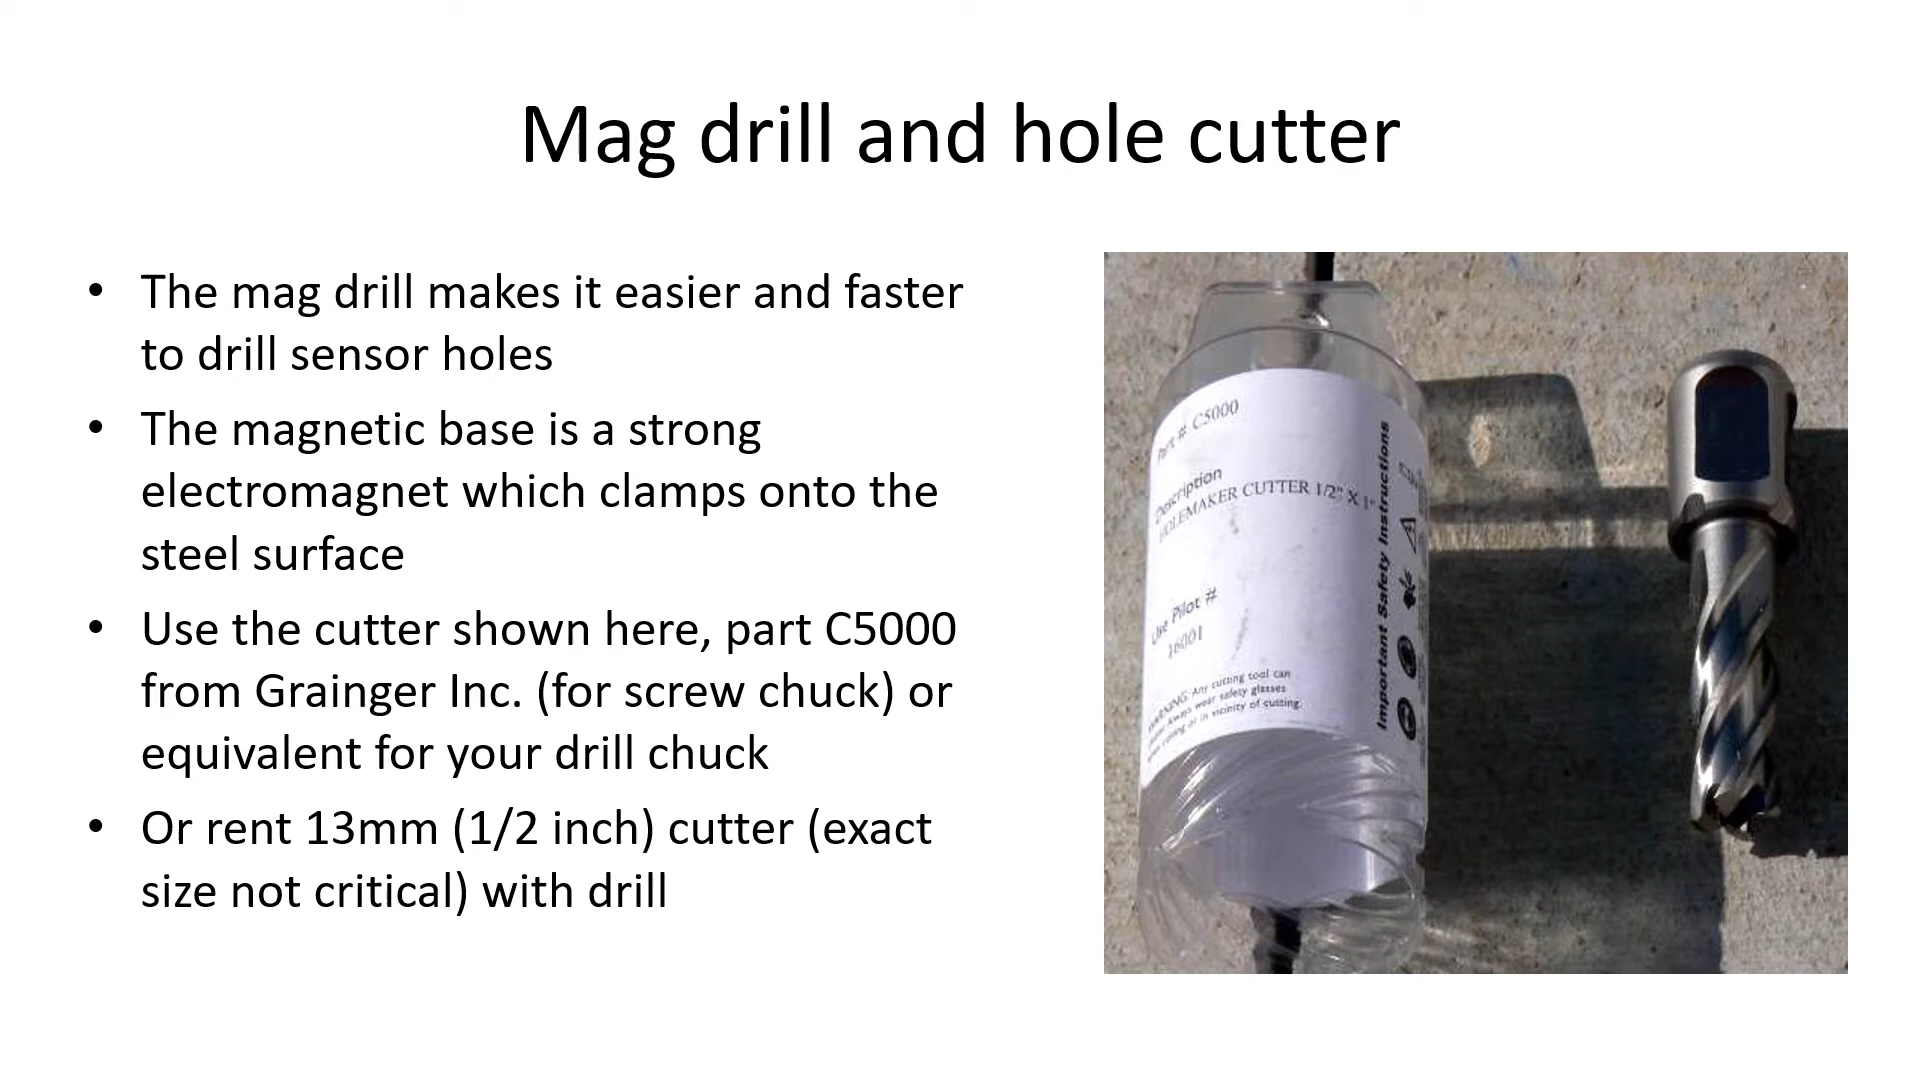 Mag drill and hole cutter
• The mag drill makes it easier and faster
to drill sensor holes
• The magnetic base is a strong
electromagnet which clamps onto the
steel surface
• Use the cutter shown here, part C5000
from Grainger Inc. (for screw chuck) or
equivalent for your drill chuck
• Or rent 13mm (1/2 inch) cutter (exact
size not critical) with drill
Part # C5000
Description
HOLEMAKER CUTTER 1/2" X 1"
Use Pilot #
16001
WARNING: Any cutting tool can
Always wear safety glasses
cutting or in vicinity of cutting.
Important Safety Instructions